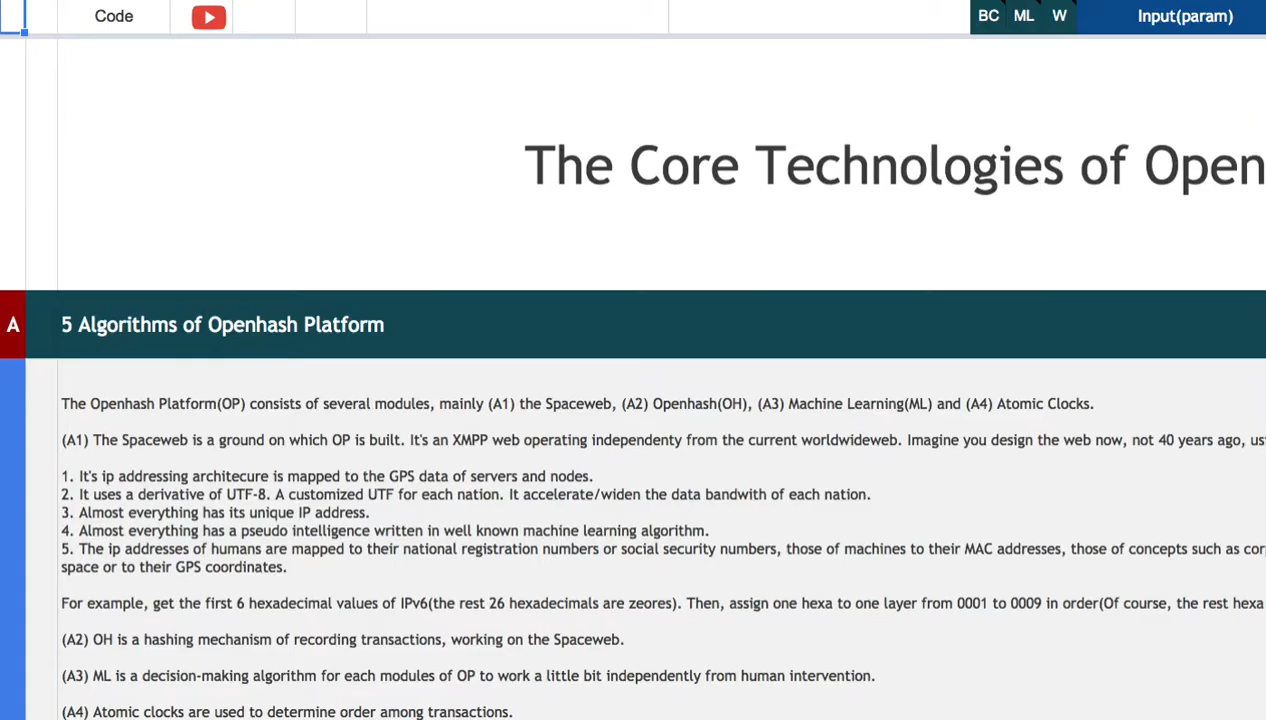 Code
BC ML W Input(param)
The Core Technologies of Open
A 5 Algorithms of Openhash Platform
The Openhash Platform(OP) consists of several modules, mainly (A1) the Spaceweb, (A2) Openhash(OH), (A3) Machine Learning(ML) and (A4) Atomic Clocks.
(A1) The Spaceweb is a ground on which OP is built. It's an XMPP web operating independenty from the current worldwideweb. Imagine you design the web now, not 40 years ago,
1. It's ip addressing architecure is mapped to the GPS data of servers and nodes.
2. It uses a derivative of UTF-8. A customized UTF for each nation. It accelerate/widen the data bandwith of each nation.
3. Almost everything has its unique IP address.
4. Almost everything has a pseudo intelligence written in well known machine learning algorithm.
5. The ip addresses of humans are mapped to their national registration numbers or social security numbers, those of machines to their MAC addresses, those of concepts such as
space or to their GPS coordinates.
For example, get the first 6 hexadecimal values of IPv6(the rest 26 hexadecimals are zeores). Then, assign one hexa to one layer from 0001 to 0009 in order(Of course, the rest hexa
(A2) OH is a hashing mechanism of recording transactions, working on the Spaceweb.
(A3) ML is a decision-making algorithm for each modules of OP to work a little bit independently from human intervention.
(A4) Atomic clocks are used to determine order among transactions.